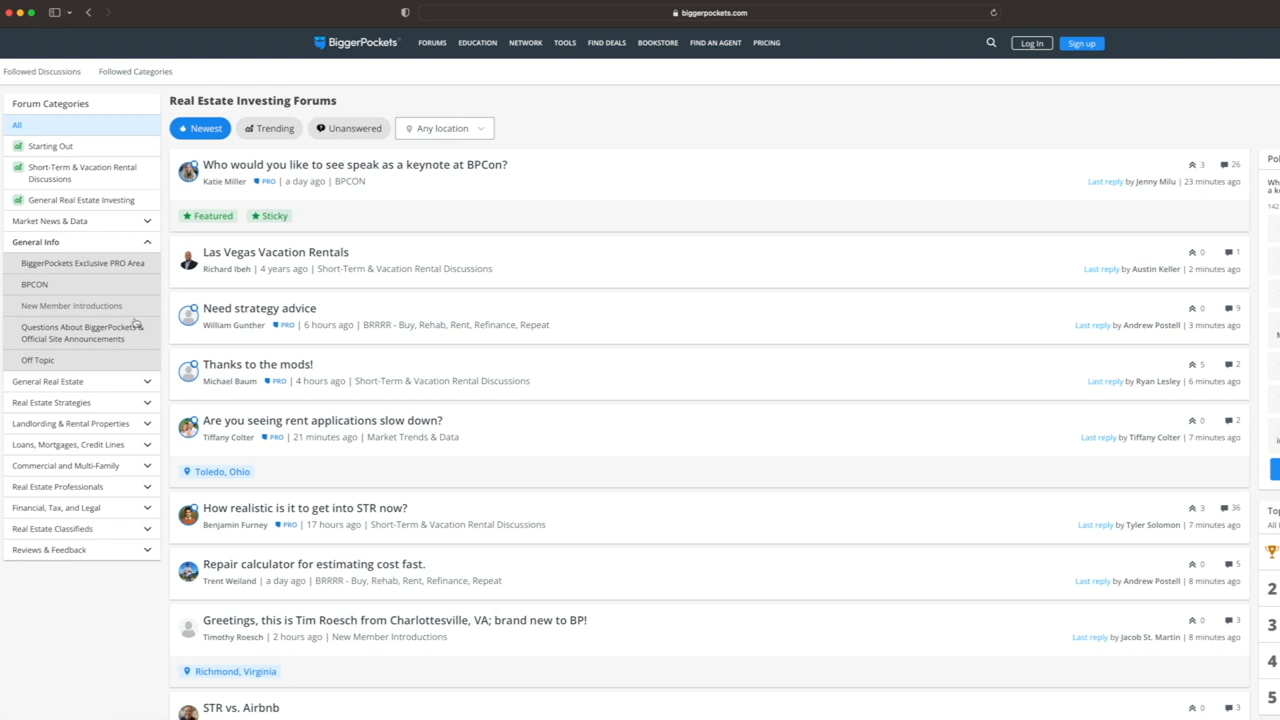 biggerpockets.com
BiggerPockets
FORUMS EDUCATION NETWORK TOOLS FIND DEALS BOOKSTORE FIND AN AGENT PRICING
Log In Sign up
Followed Discussions Followed Categories
Forum Categories
All
Starting Out
Short-Term & Vacation Rental
Discussions
General Real Estate Investing
Market News & Data
General Info
BiggerPockets Exclusive PRO Area
BPCON
New Member Introductions
Questions About BiggerPockets &
Official Site Announcements
Off Topic
General Real Estate
Real Estate Strategies
Landlording & Rental Properties
Loans, Mortgages, Credit Lines
Commercial and Multi-Family
Real Estate Professionals
Financial, Tax, and Legal
Real Estate Classifieds
Reviews & Feedback
Real Estate Investing Forums
Newest Trending Unanswered Any location
Who would you like to see speak as a keynote at BPCon? 3 26
Katie Miller PRO | a day ago | BPCON Last reply by Jenny Milu | 23 minutes ago
Featured Sticky
Las Vegas Vacation Rentals 0 1
Richard Ibeh | 4 years ago | Short-Term & Vacation Rental Discussions Last reply by Austin Keller | 2 minutes ago
Need strategy advice 0 9
William Gunther PRO | 6 hours ago | BRRRR - Buy, Rehab, Rent, Refinance, Repeat Last reply by Andrew Postell | 3 minutes ago
Thanks to the mods! 5 2
Michael Baum PRO | 4 hours ago | Short-Term & Vacation Rental Discussions Last reply by Ryan Lesley | 6 minutes ago
Are you seeing rent applications slow down? 0 2
Tiffany Colter PRO | 21 minutes ago | Market Trends & Data Last reply by Tiffany Colter | 7 minutes ago
Toledo, Ohio
How realistic is it to get into STR now? 3 36
Benjamin Furney PRO | 17 hours ago | Short-Term & Vacation Rental Discussions Last reply by Tyler Solomon | 7 minutes ago
Repair calculator for estimating cost fast. 0 5
Trent Weiland | a day ago | BRRRR - Buy, Rehab, Rent, Refinance, Repeat Last reply by Andrew Postell | 8 minutes ago
Greetings, this is Tim Roesch from Charlottesville, VA; brand new to BP! 0 3
Timothy Roesch | 2 hours ago | New Member Introductions Last reply by Jacob St. Martin | 8 minutes ago
Richmond, Virginia
STR vs. Airbnb 0 3
142
2
3
4
5